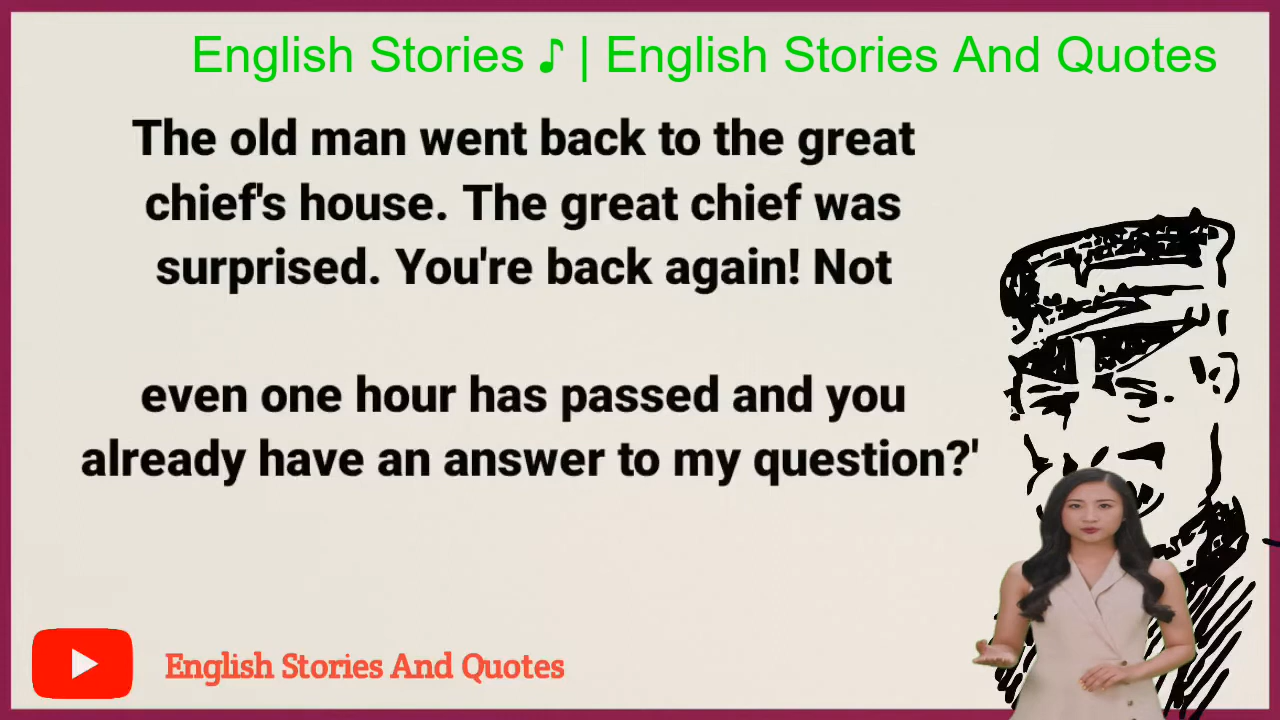 English Stories ♪ | English Stories And Quotes
The old man went back to the great
chief's house. The great chief was
surprised. You're back again! Not
even one hour has passed and you
already have an answer to my question?'
English Stories And Quotes